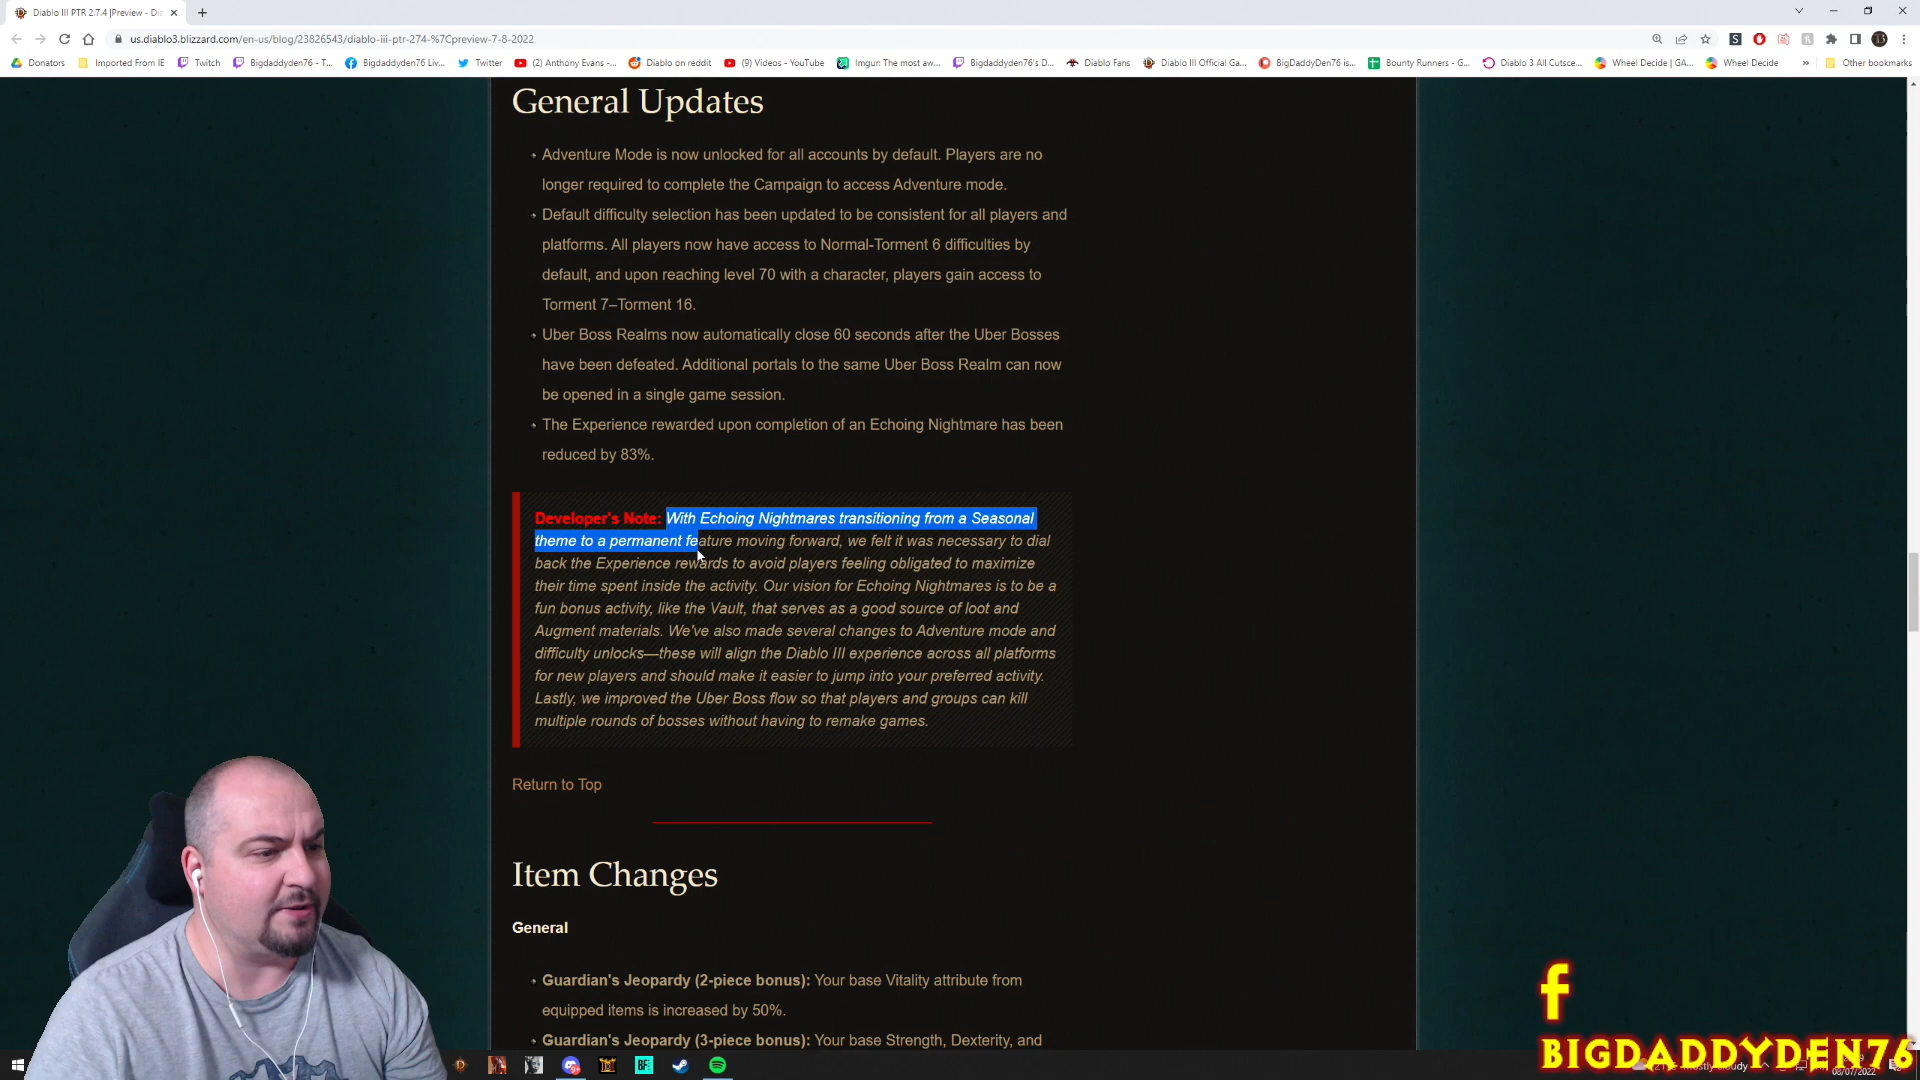 Diablo III PTR 2.7.4 |Preview - Dia
us.diablo3.blizzard.com/en-us/blog/23826543/diablo-iii-ptr-274-%7Cpreview-7-8-2022
Donators
Imported From IE
Twitch
Bigdaddyden76 - T...
Bigdaddyden76 Liv...
Twitter
(2) Anthony Evans -...
Diablo on reddit
(9) Videos - YouTube
Imgur: The most aw...
Bigdaddyden76's D...
Diablo Fans
Diablo III Official Ga...
BigDaddyDen76 is...
Bounty Runners - G...
Diablo 3 All Cutsce...
Wheel Decide | GA...
Wheel Decide
»
Other bookmarks
General Updates
Adventure Mode is now unlocked for all accounts by default. Players are no
longer required to complete the Campaign to access Adventure mode.
Default difficulty selection has been updated to be consistent for all players and
platforms. All players now have access to Normal-Torment 6 difficulties by
default, and upon reaching level 70 with a character, players gain access to
Torment 7–Torment 16.
Uber Boss Realms now automatically close 60 seconds after the Uber Bosses
have been defeated. Additional portals to the same Uber Boss Realm can now
be opened in a single game session.
The Experience rewarded upon completion of an Echoing Nightmare has been
reduced by 83%.
Developer's Note: With Echoing Nightmares transitioning from a Seasonal
theme to a permanent feature moving forward, we felt it was necessary to dial
back the Experience rewards to avoid players feeling obligated to maximize
their time spent inside the activity. Our vision for Echoing Nightmares is to be a
fun bonus activity, like the Vault, that serves as a good source of loot and
Augment materials. We've also made several changes to Adventure mode and
difficulty unlocks—these will align the Diablo III experience across all platforms
for new players and should make it easier to jump into your preferred activity.
Lastly, we improved the Uber Boss flow so that players and groups can kill
multiple rounds of bosses without having to remake games.
Return to Top
Item Changes
General
Guardian's Jeopardy (2-piece bonus): Your base Vitality attribute from
equipped items is increased by 50%.
Guardian's Jeopardy (3-piece bonus): Your base Strength, Dexterity, and
f
BIGDADDYDEN76
BF
cloudy
08/07/2022